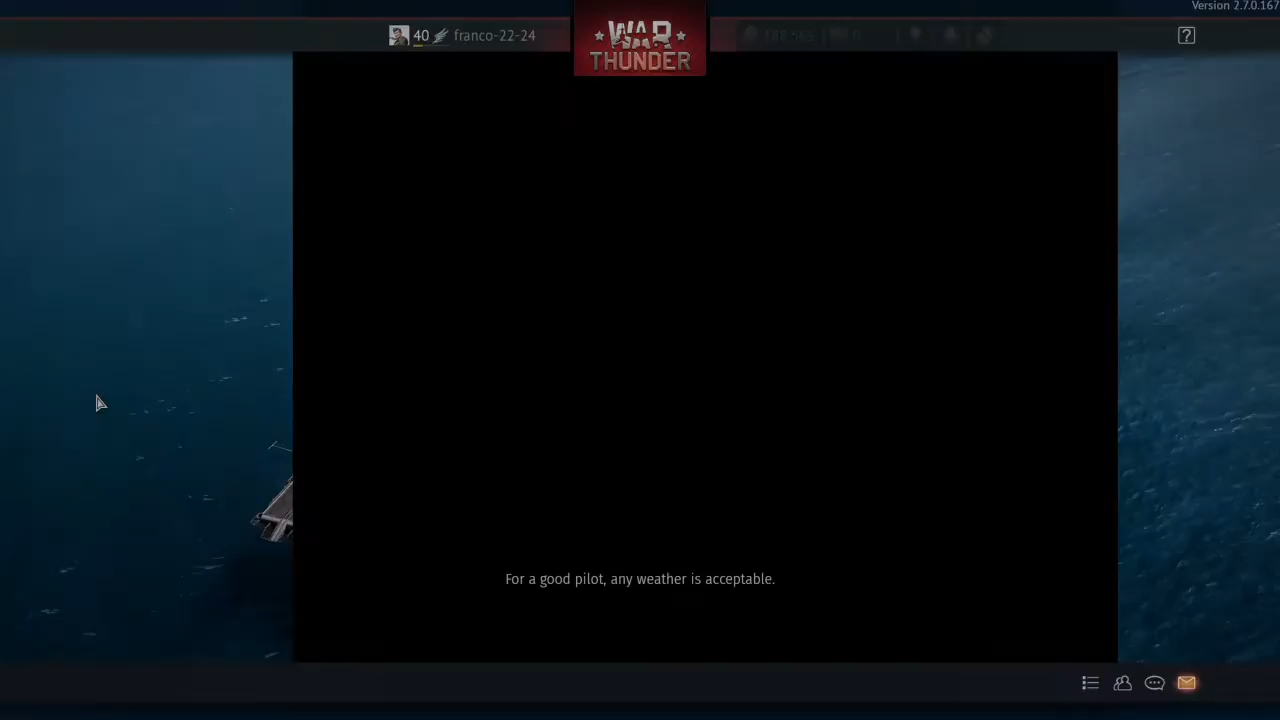 Version 2.7.0.167
40 franco-22-24
WAR
THUNDER
?
For a good pilot, any weather is acceptable.